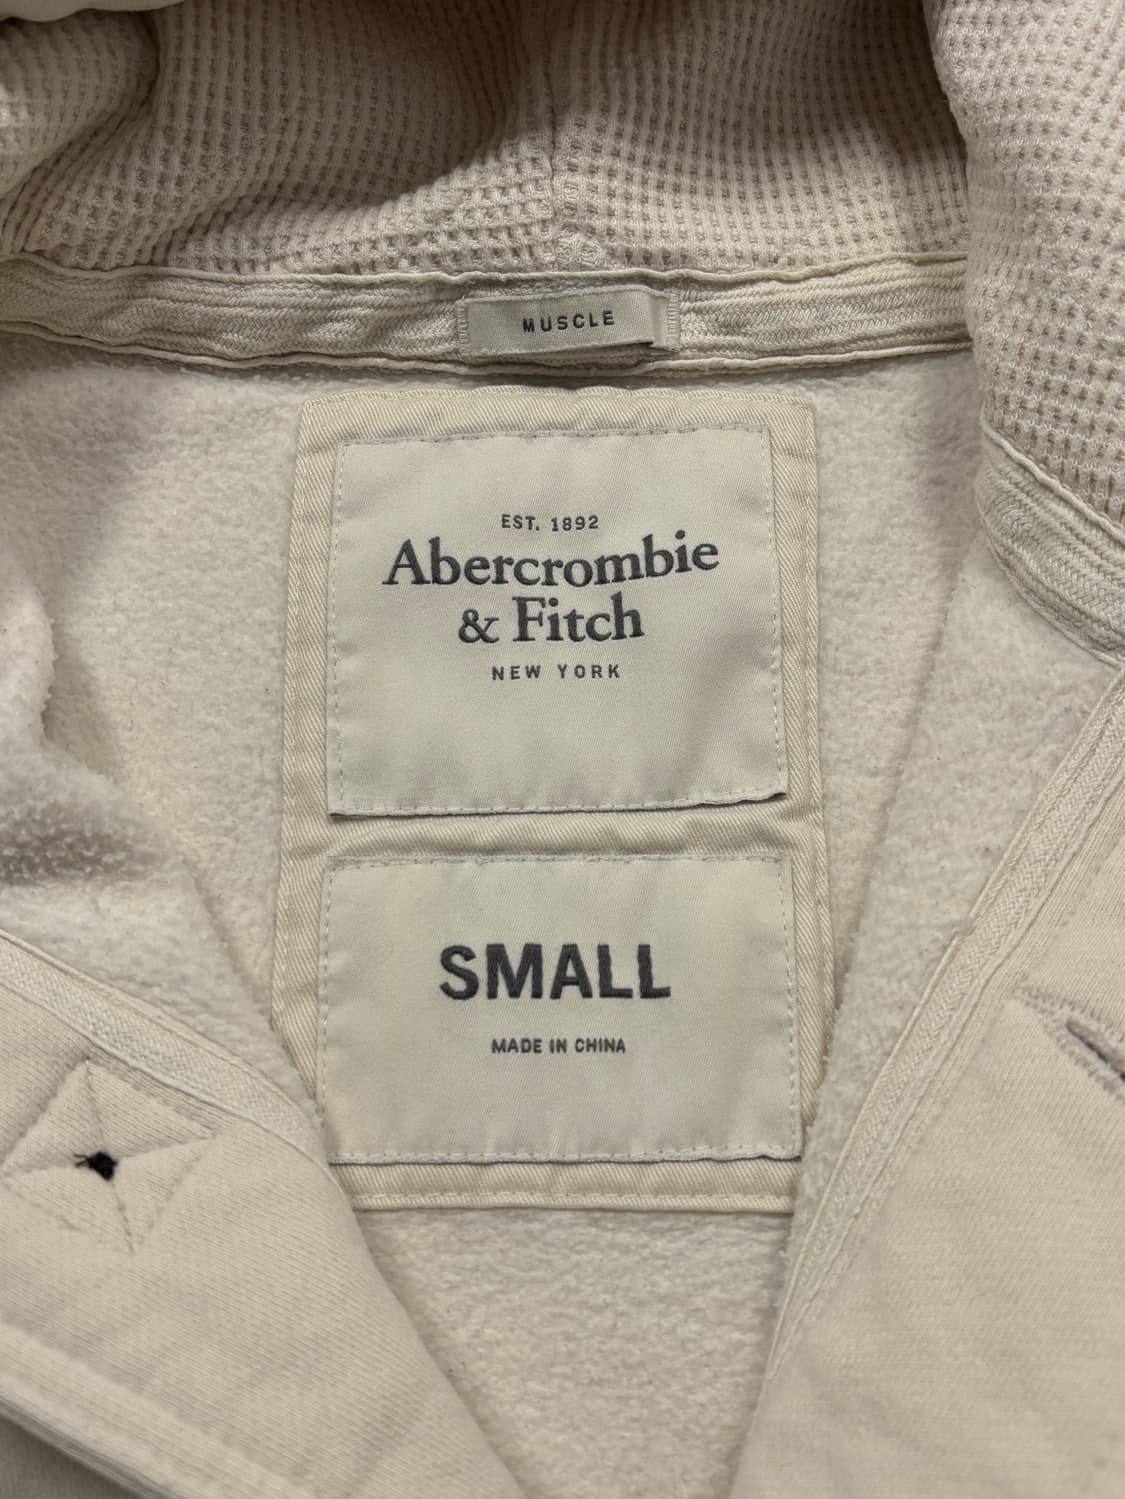 MUSCLE
EST. 1892
Abercrombie
& Fitch
NEW YORK
SMALL
MADE IN CHINA